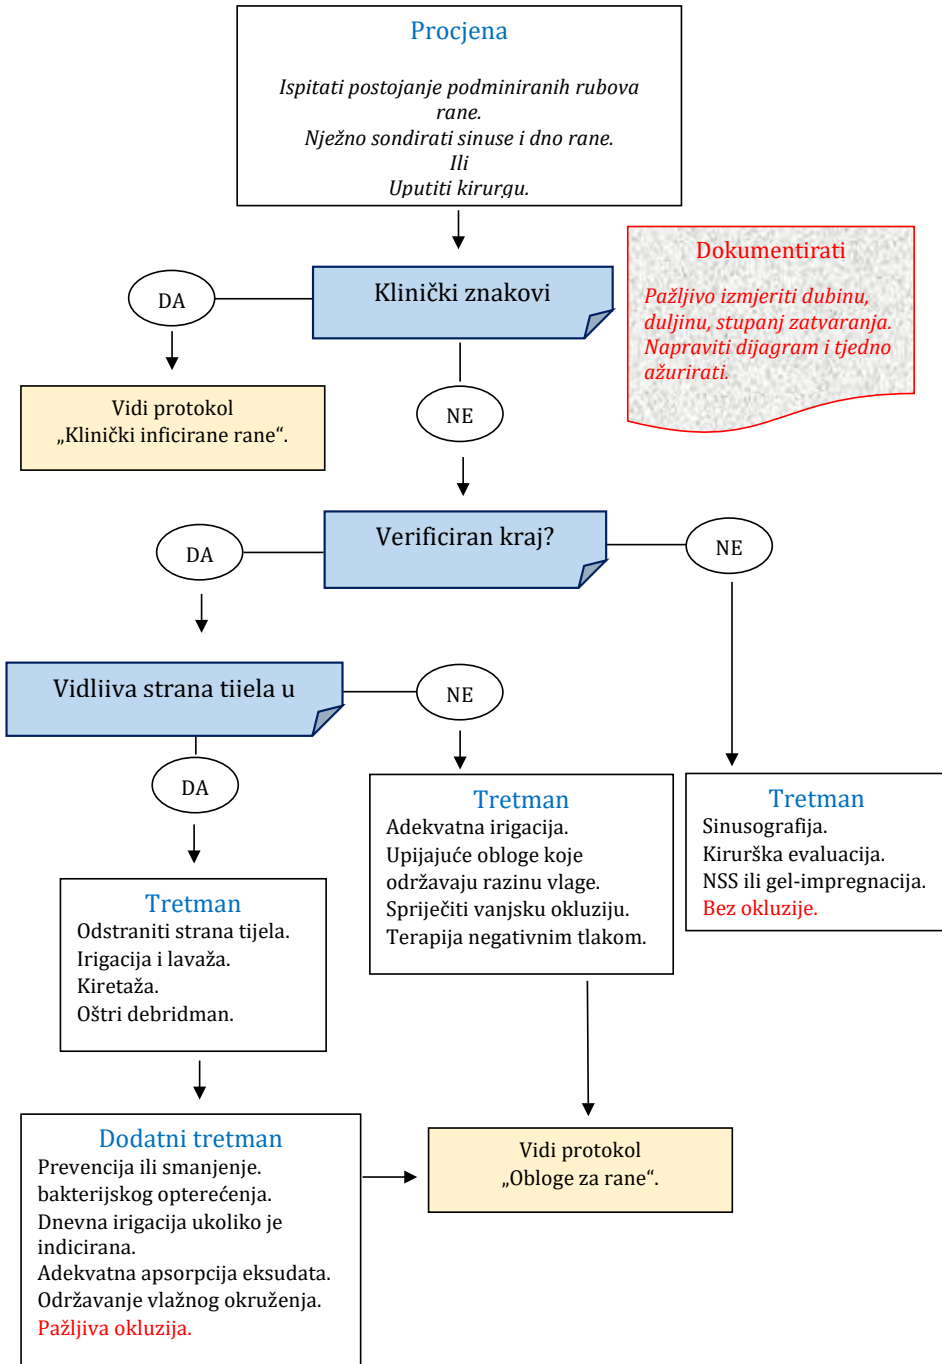 Procjena
Ispitati postojanje podminiranih rubova
rane.
Nježno sondirati sinuse i dno rane.
Ili
Uputiti kirurgu.
Dokumentirati
Pažljivo izmjeriti dubinu,
duljinu, stupanj zatvaranja.
Napraviti dijagram i tjedno
ažurirati.
Klinički znakovi
DA
Vidi protokol
„Klinički inficirane rane“.
NE
Verificiran kraj?
DA
NE
Vidljiva strana tijela u
NE
DA
Tretman
Adekvatna irigacija.
Upijajuće obloge koje
održavaju razinu vlage.
Spriječiti vanjsku okluziju.
Terapija negativnim tlakom.
Tretman
Sinusografija.
Kirurška evaluacija.
NSS ili gel-impregnacija.
Bez okluzije.
Tretman
Odstraniti strana tijela.
Irigacija i lavaža.
Kiretaža.
Oštri debridman.
Dodatni tretman
Prevencija ili smanjenje.
bakterijskog opterećenja.
Dnevna irigacija ukoliko je
indicirana.
Adekvatna apsorpcija eksudata.
Održavanje vlažnog okruženja.
Pažljiva okluzija.
Vidi protokol
„Obloge za rane“.